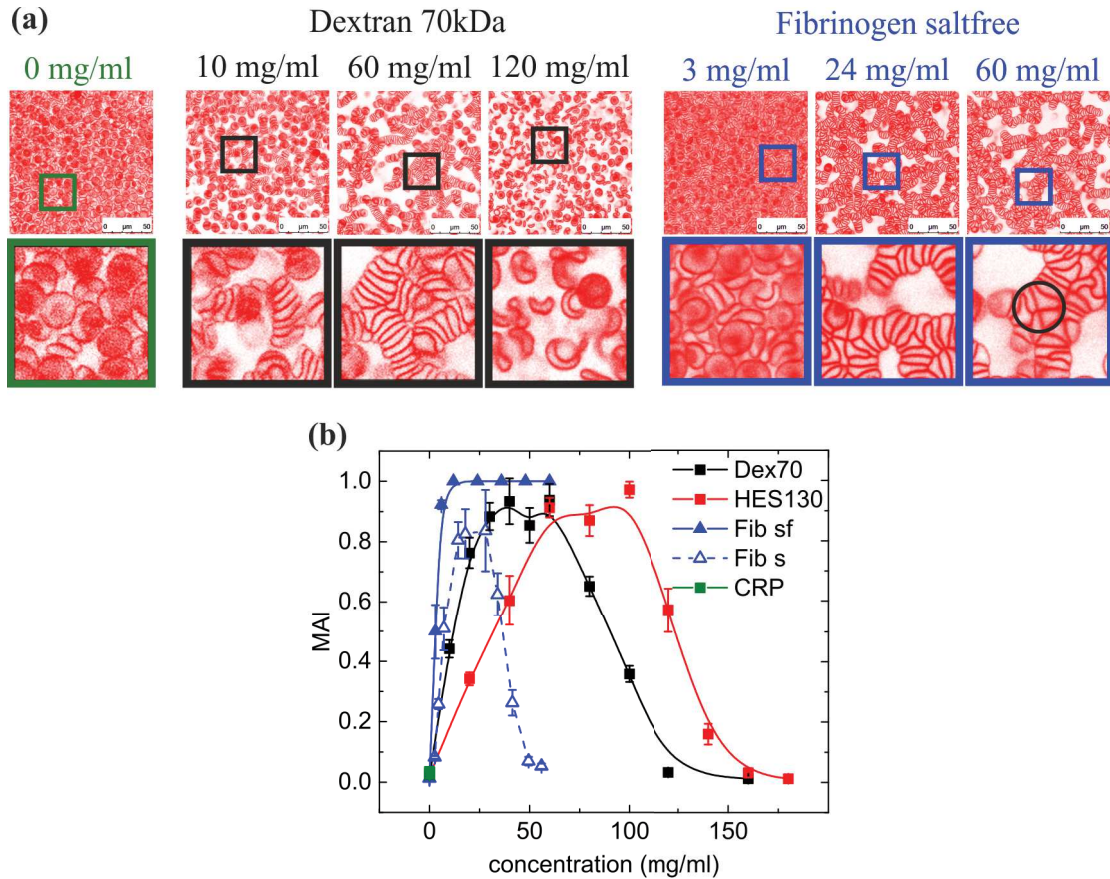 (a)
Dextran 70kDa
Fibrinogen saltfree
0 mg/ml
10 mg/ml
60 mg/ml
120 mg/ml
3 mg/ml
24 mg/ml
60 mg/ml
0 µm 50
0 µm 50
0 µm 50
0 µm 50
0 µm 50
0 µm 50
0 µm 50
(b)
1.0
0.8
0.6
0.4
0.2
0.0
MAI
Dex70
HES130
Fib sf
Fib s
CRP
0
50
100
150
concentration (mg/ml)